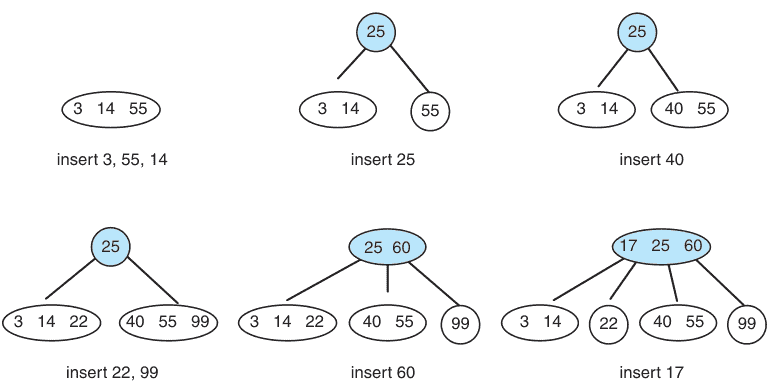 25
25
3 14 55
3 14
55
3 14
40 55
insert 3, 55, 14
insert 25
insert 40
25
25 60
17 25 60
3 14 22
40 55 99
3 14 22
40 55
99
3 14
22
40 55
99
insert 22, 99
insert 60
insert 17